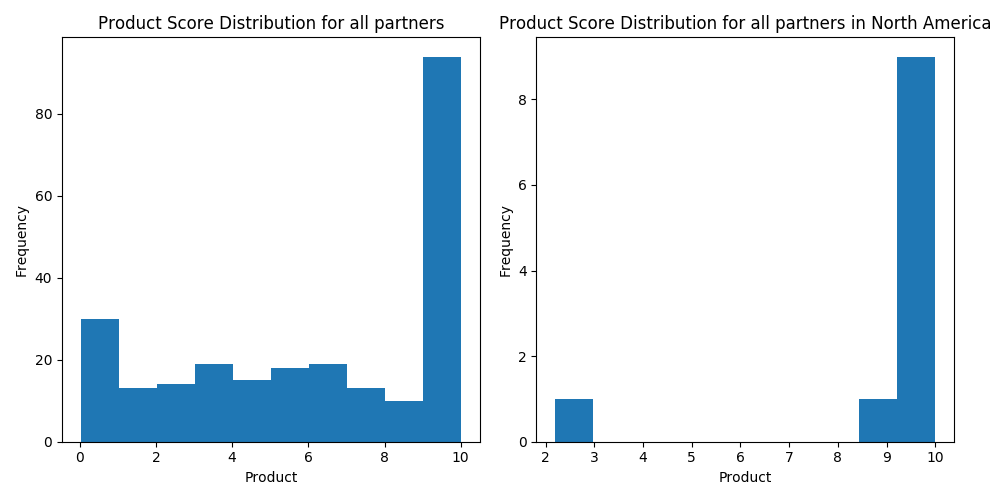 Product Score Distribution for all partners
80
60
40
20
0
Frequency
0 2 4 6 8 10
Product
Product Score Distribution for all partners in North America
8
6
4
2
0
Frequency
2 3 4 5 6 7 8 9 10
Product